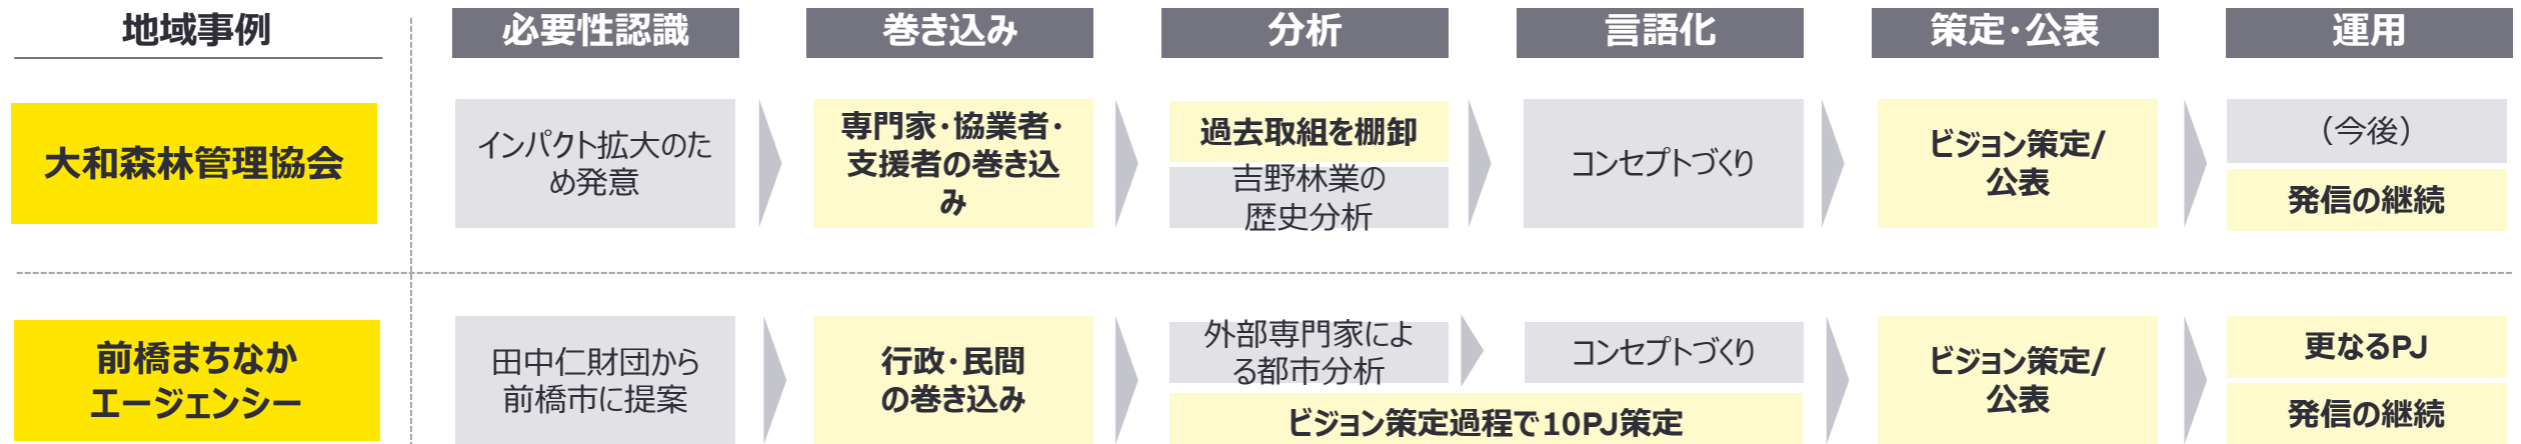 地域事例
必要性認識
巻き込み
分析
言語化
策定・公表
運用
大和森林管理協会
インパクト拡大のた
め発意
専門家・協業者・
支援者の巻き込
み
過去取組を棚卸
吉野林業の
歴史分析
コンセプトづくり
ビジョン策定/
公表
（今後）
発信の継続
前橋まちなか
エージェンシー
田中仁財団から
前橋市に提案
行政・民間
の巻き込み
外部専門家によ
る都市分析
コンセプトづくり
ビジョン策定過程で10PJ策定
ビジョン策定/
公表
更なるPJ
発信の継続